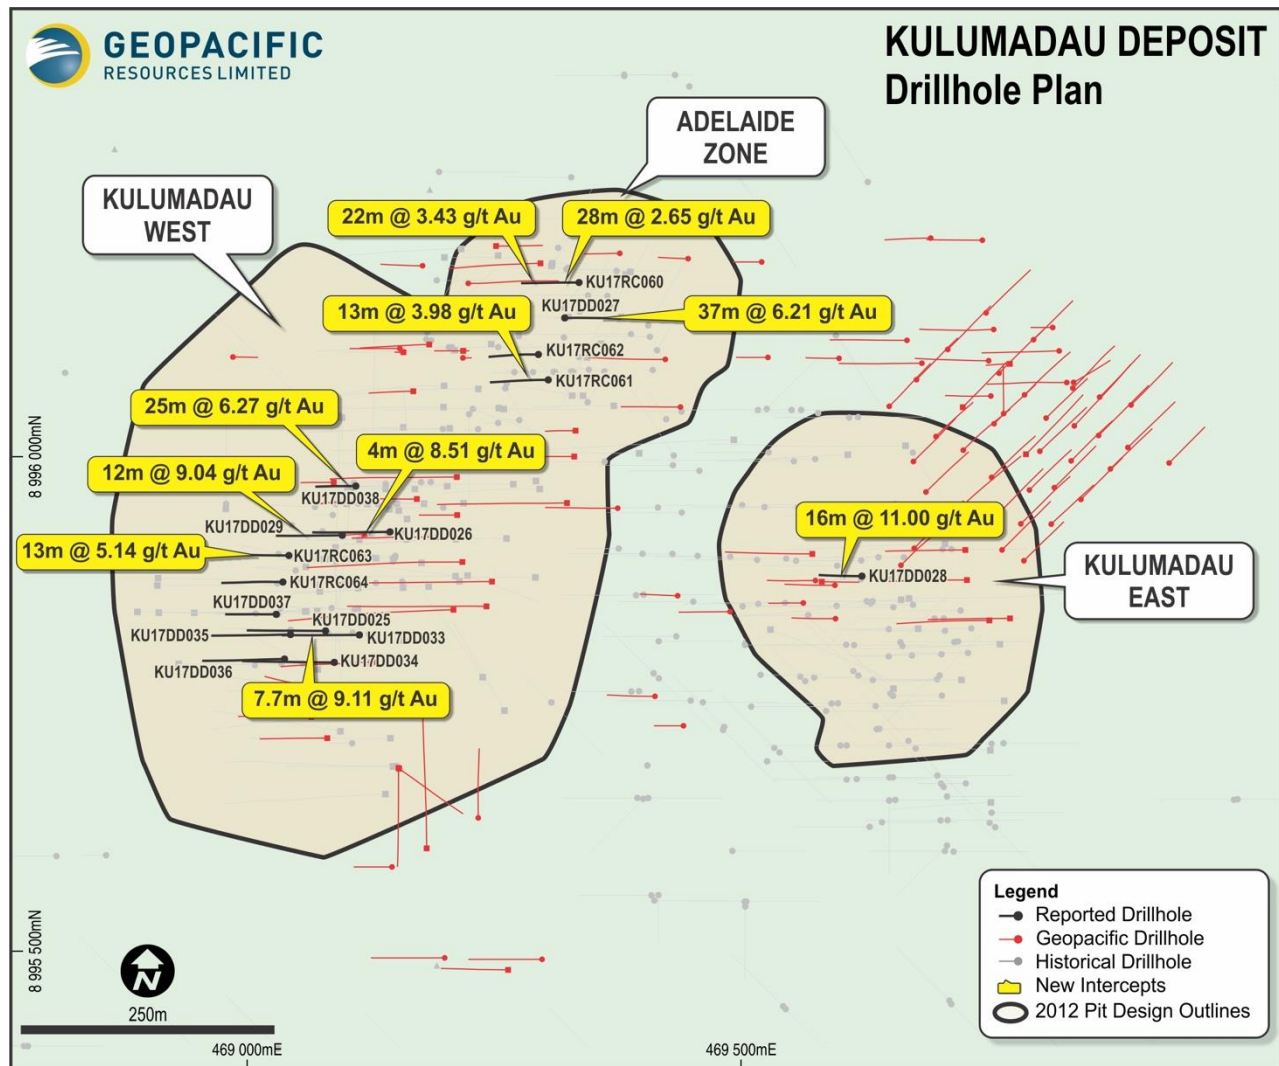 GEOPACIFIC
RESOURCES LIMITED
KULUMADAU DEPOSIT
Drillhole Plan
ADELAIDE
ZONE
KULUMADAU
WEST
22m @ 3.43 g/t Au
28m @ 2.65 g/t Au
KU17RC060
KU17DD027
13m @ 3.98 g/t Au
37m @ 6.21 g/t Au
KU17RC062
KU17RC061
25m @ 6.27 g/t Au
4m @ 8.51 g/t Au
12m @ 9.04 g/t Au
8 996 000mN
KU17DD038
KU17DD029
KU17DD026
16m @ 11.00 g/t Au
13m @ 5.14 g/t Au
KU17RC063
KU17RC064
KU17DD028
KULUMADAU
EAST
KU17DD037
KU17DD025
KU17DD035
KU17DD033
KU17DD036
KU17DD034
7.7m @ 9.11 g/t Au
Legend
Reported Drillhole
Geopacific Drillhole
Historical Drillhole
New Intercepts
2012 Pit Design Outlines
8 995 500mN
N
250m
469 000mE
469 500mE